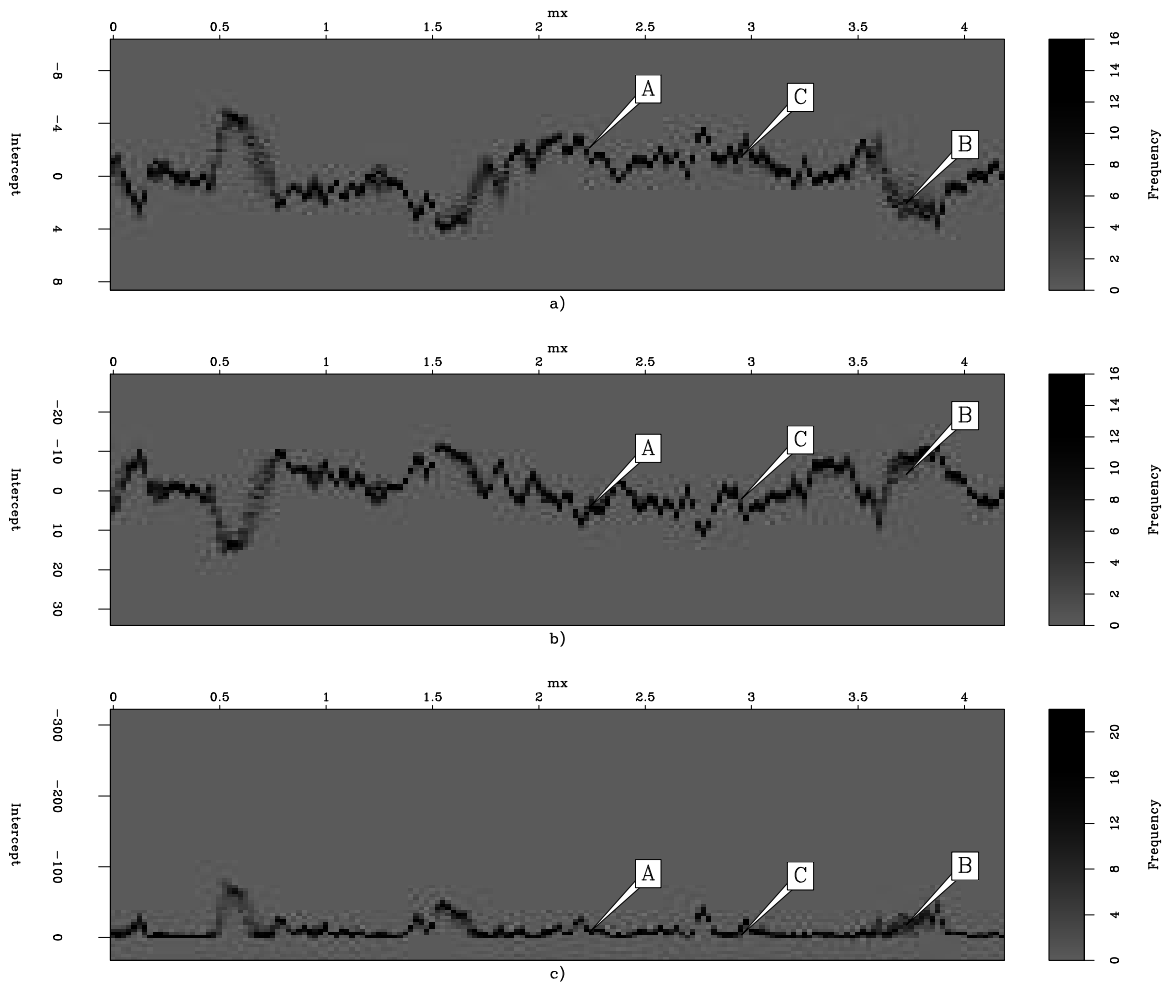 mx
0 0.5 1 1.5 2 2.5 3 3.5 4
Intercept
-8 -4 0 4 8
A
C
B
Frequency
0 2 4 6 8 10 12 14 16
a)
mx
0 0.5 1 1.5 2 2.5 3 3.5 4
Intercept
-20 -10 0 10 20 30
A
C
B
Frequency
0 2 4 6 8 10 12 14 16
b)
mx
0 0.5 1 1.5 2 2.5 3 3.5 4
Intercept
-300 -200 -100 0
A
C
B
Frequency
0 4 8 12 16 20
c)